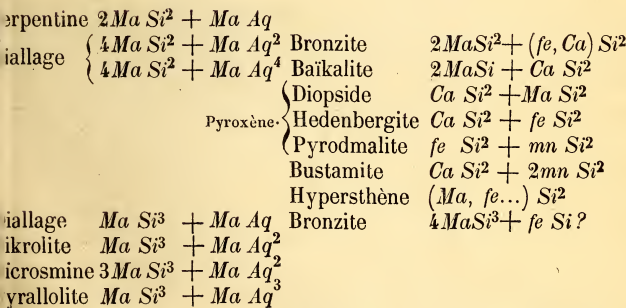 erpentine 2Ma Si² + Ma Aq
iallage { 4Ma Si² + Ma Aq² Bronzite 2MaSi²+ (fe, Ca) Si²
{ 4Ma Si² + Ma Aq⁴ Baïkalite 2MaSi + Ca Si²
Diopside Ca Si² +Ma Si²
Pyroxène. { Hedenbergite Ca Si² + fe Si²
Pyrodmalite fe Si² + mn Si²
Bustamite Ca Si² + 2mn Si²
Hypersthène (Ma, fe...) Si²
iallage Ma Si³ + Ma Aq Bronzite 4MaSi³+ fe Si?
ikrolite Ma Si³ + Ma Aq²
icrosmine 3Ma Si³ + Ma Aq²
yrallolite Ma Si³ + Ma Aq³